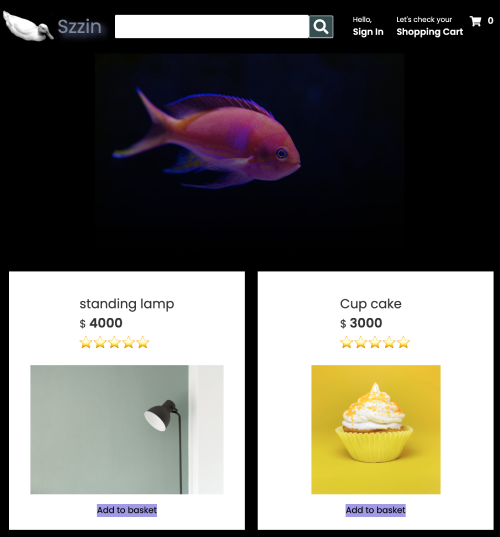 Szzin
Hello,
Sign In
Let's check your
Shopping Cart
0
standing lamp
$ 4000
Add to basket
Cup cake
$ 3000
Add to basket